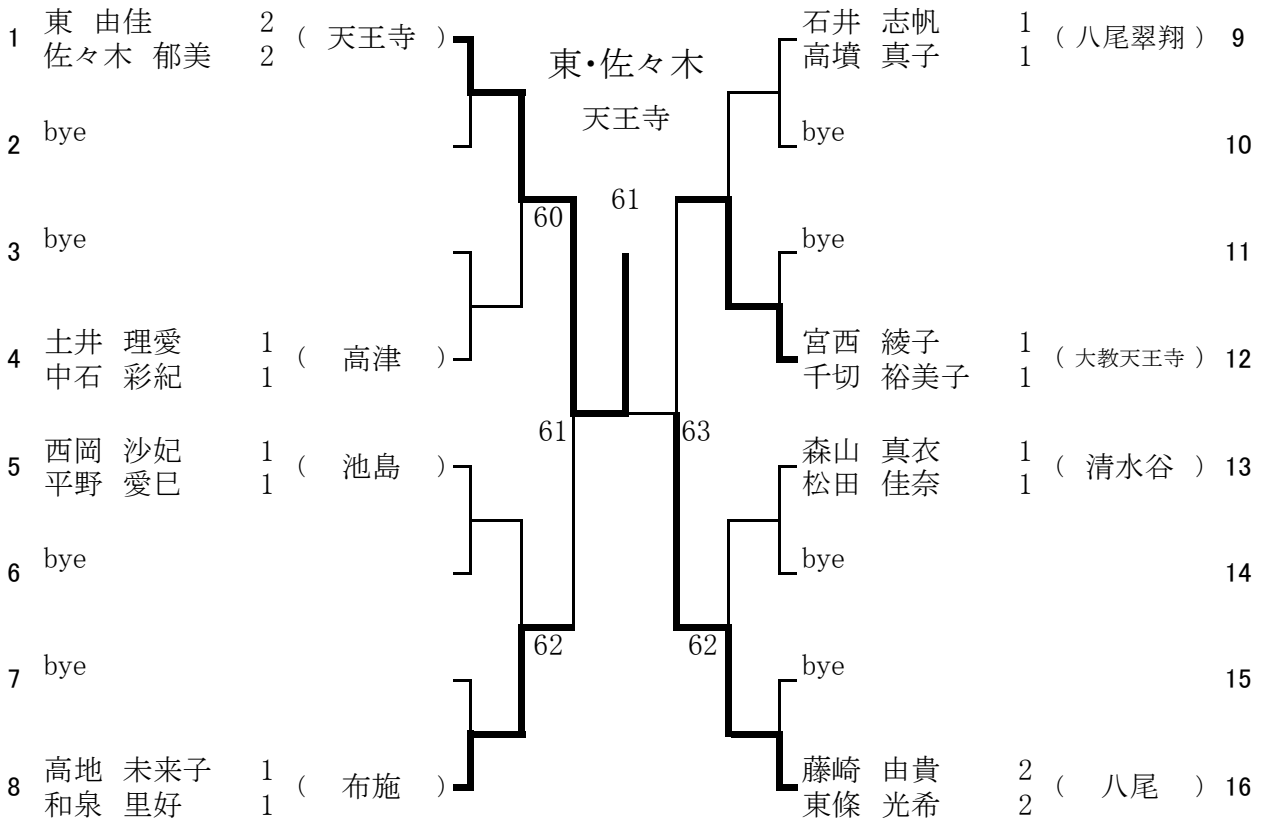 1 東 由佳 2 ( 天王寺 )
佐々木 郁美 2
2 bye
3 bye
4 土井 理愛 1 ( 高津 )
中石 彩紀 1
5 西岡 沙妃 1 ( 池島 )
平野 愛巳 1
6 bye
7 bye
8 高地 未来子 1 ( 布施 )
和泉 里好 1
東・佐々木
天王寺
61
60
61 63
62 62
石井 志帆 1 ( 八尾翠翔 ) 9
高墳 真子 1
bye 10
bye 11
宮西 綾子 1 ( 大教天王寺 ) 12
千切 裕美子 1
森山 真衣 1 ( 清水谷 ) 13
松田 佳奈 1
bye 14
bye 15
藤崎 由貴 2 ( 八尾 ) 16
東條 光希 2